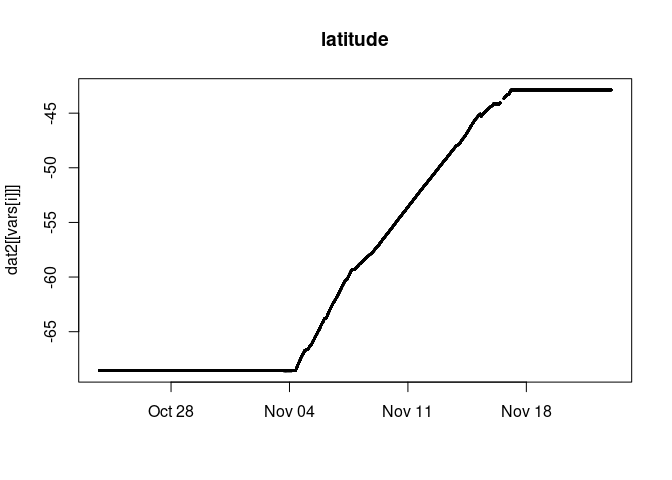 latitude
dat2[[vars[i]]]
-45
-50
-55
-60
-65
Oct 28
Nov 04
Nov 11
Nov 18